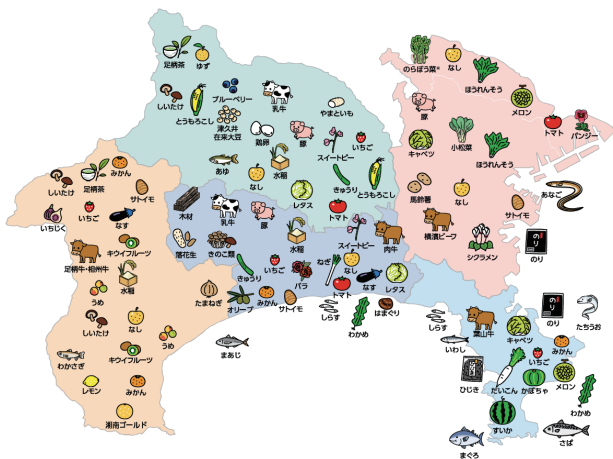 足柄茶
ゆず
しいたけ
とうもろこし
ブルーベリー
乳牛
津久井
在来大豆
鶏卵
豚
やまといも
スイートピー
いちご
あゆ
なし
水稲
きゅうり
とうもろこし
レタス
トマト
のらぼう菜*
なし
ほうれんそう
メロン
豚
トマト
パンジー
キャベツ
小松菜
ほうれんそう
馬鈴薯
なし
サトイモ
あなご
横濱ビーフ
シクラメン
のり
しいたけ
足柄茶
みかん
サトイモ
いちじく
いちご
なす
足柄牛・相州牛
キウイフルーツ
水稲
うめ
しいたけ
なし
うめ
わかさぎ
キウイフルーツ
レモン
みかん
湘南ゴールド
木材
乳牛
豚
水稲
スイートピー
肉牛
落花生
きのこ類
きゅうり
いちご
バラ
ねぎ
なし
なす
レタス
たまねぎ
オリーブ
みかん
サトイモ
トマト
しらす
わかめ
はまぐり
まあじ
しらす
いわし
葉山牛
キャベツ
のり
たちうお
みかん
いちご
ひじき
だいこん
かぼちゃ
メロン
わかめ
すいか
まぐろ
さば